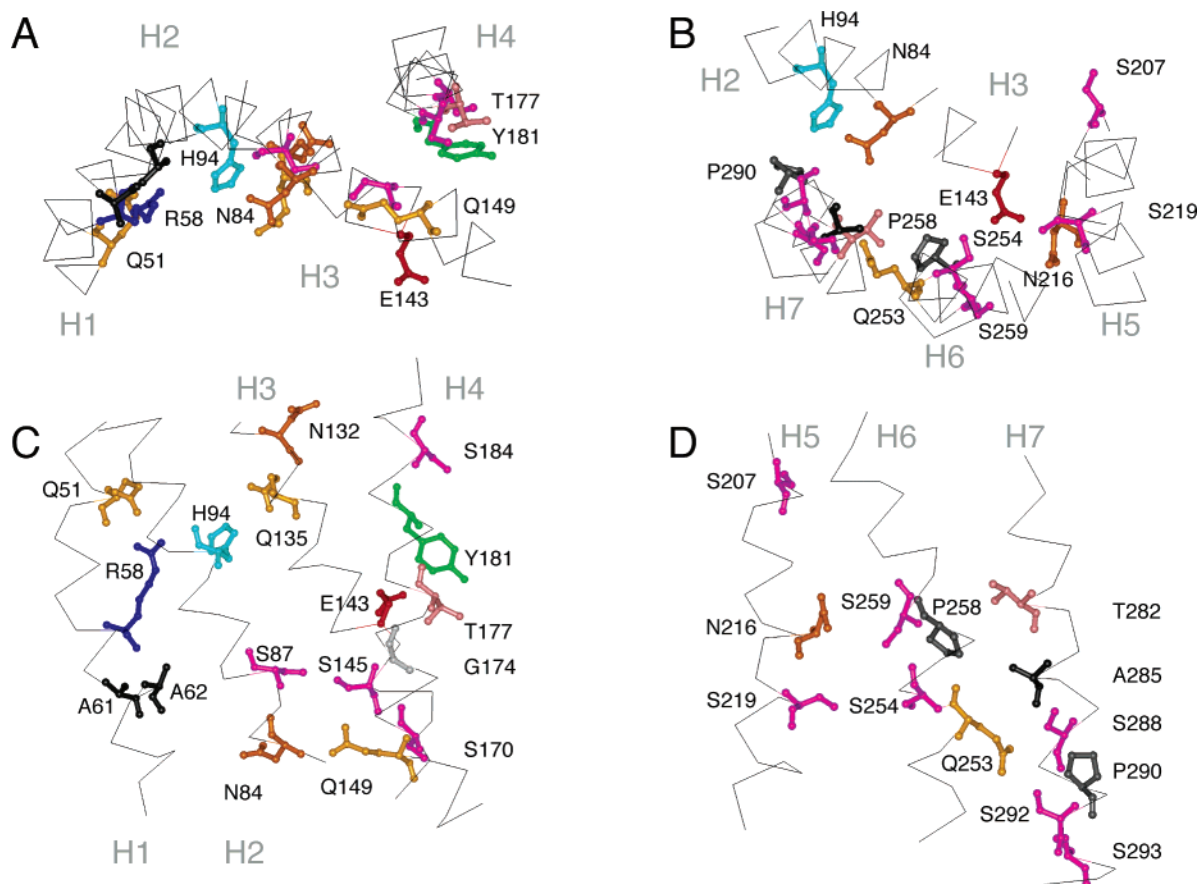 A
H2
H4
T177
Y181
H94
R58
N84
Q149
Q51
H3
E143
H1
B
H94
N84
H2
H3
S207
P290
E143
P258
S254
S219
N216
H7
Q253
S259
H5
H6
C
H3
H4
N132
S184
Q51
H94
Q135
Y181
R58
E143
T177
S87
S145
G174
A61
A62
S170
N84
Q149
H1
H2
D
H5
H6
H7
S207
S259
P258
T282
N216
A285
S219
S254
S288
Q253
P290
S292
S293